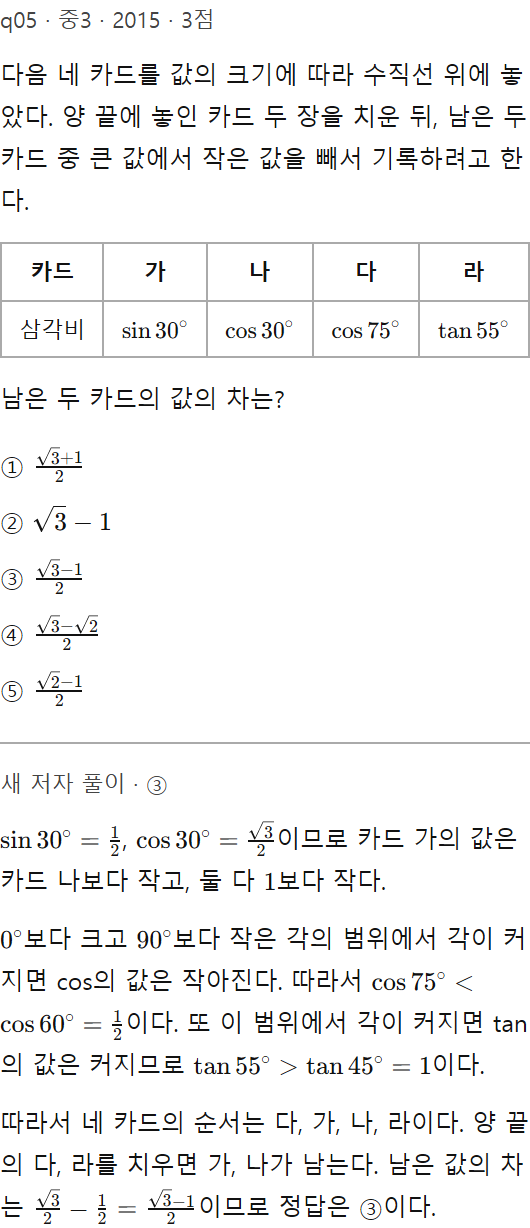 q05 · 중3 · 2015 · 3점
다음 네 카드를 값의 크기에 따라 수직선 위에 놓
았다. 양 끝에 놓인 카드 두 장을 치운 뒤, 남은 두
카드 중 큰 값에서 작은 값을 빼서 기록하려고 한
다.
카드 가 나 다 라
삼각비 sin 30° cos 30° cos 75° tan 55°
남은 두 카드의 값의 차는?
① (√3+1)/2
② √3 − 1
③ (√3−1)/2
④ (√3−√2)/2
⑤ (√2−1)/2
새 저자 풀이 · ③
sin 30° = 1/2, cos 30° = √3/2이므로 카드 가의 값은
카드 나보다 작고, 둘 다 1보다 작다.
0°보다 크고 90°보다 작은 각의 범위에서 각이 커
지면 cos의 값은 작아진다. 따라서 cos 75° <
cos 60° = 1/2이다. 또 이 범위에서 각이 커지면 tan
의 값은 커지므로 tan 55° > tan 45° = 1이다.
따라서 네 카드의 순서는 다, 가, 나, 라이다. 양 끝
의 다, 라를 치우면 가, 나가 남는다. 남은 값의 차
는 √3/2 − 1/2 = (√3−1)/2이므로 정답은 ③이다.